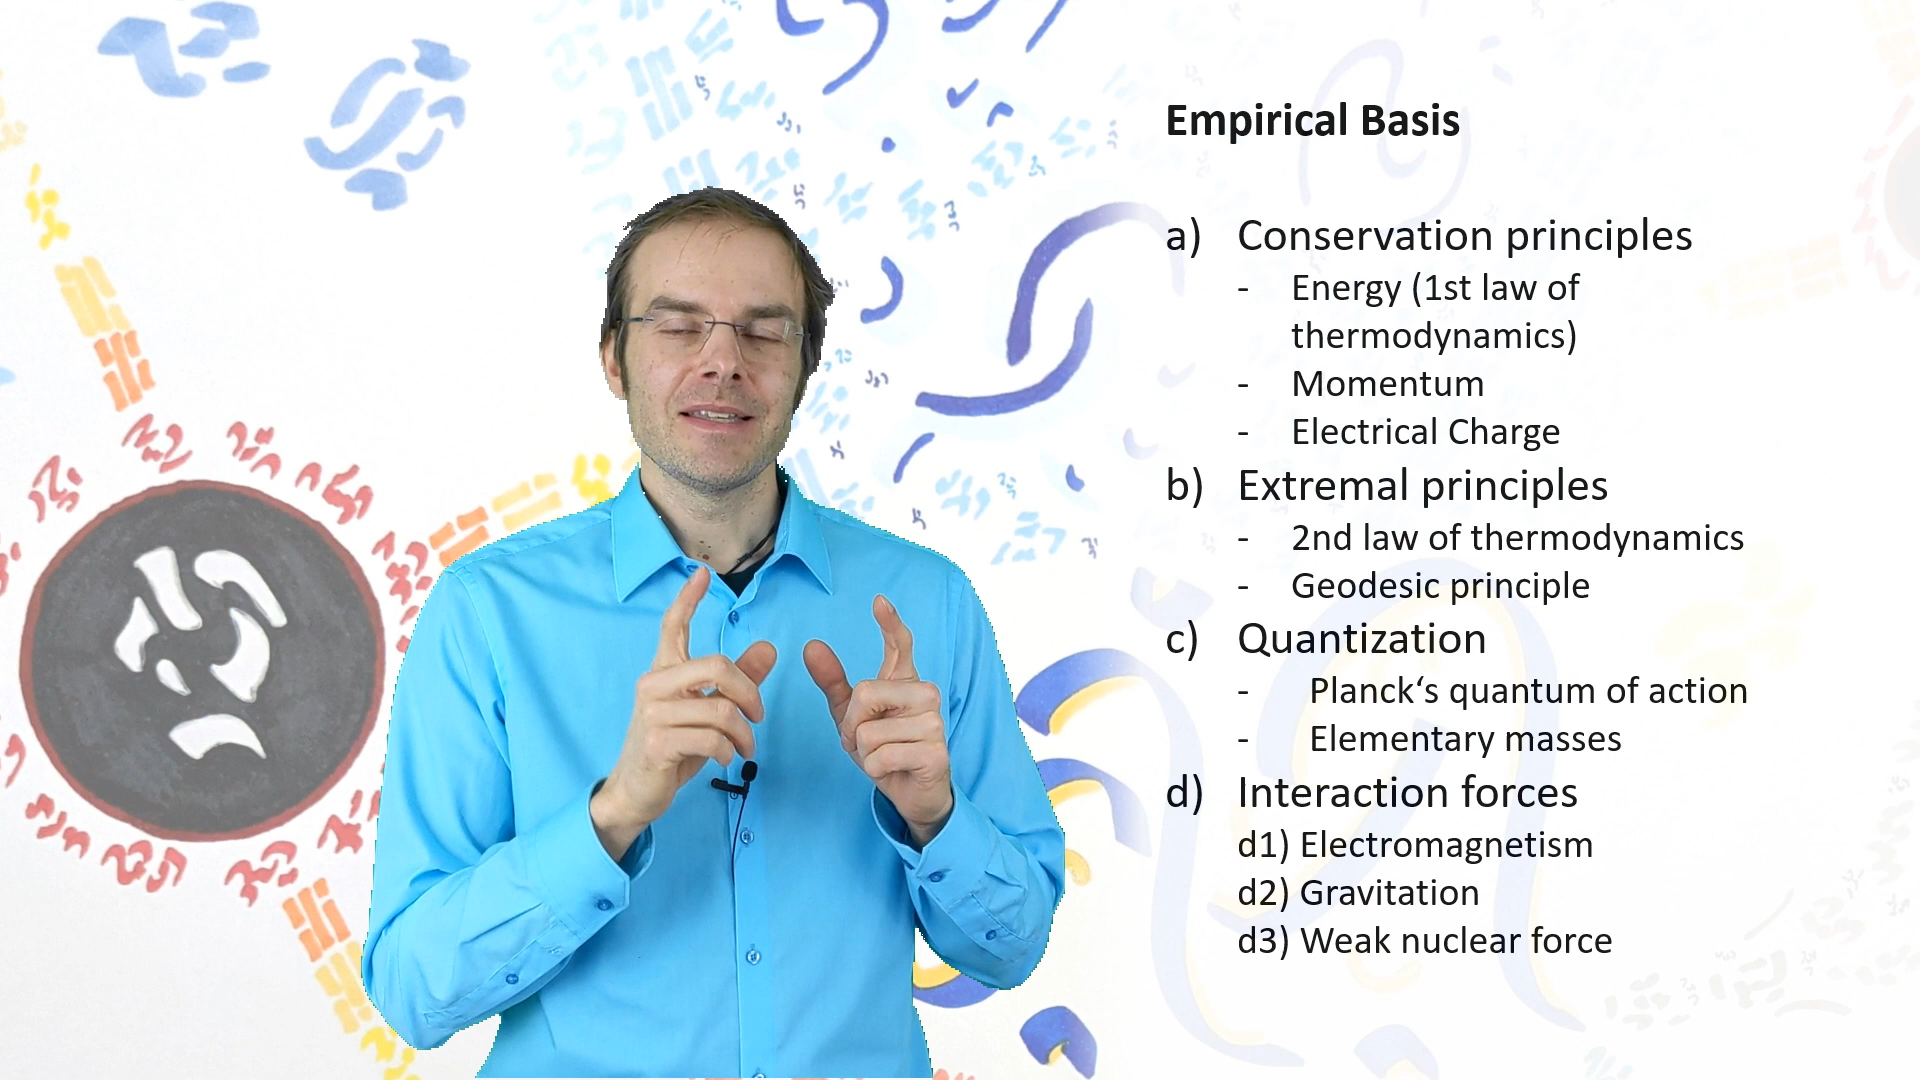 Empirical Basis
a) Conservation principles
- Energy (1st law of
thermodynamics)
- Momentum
- Electrical Charge
b) Extremal principles
- 2nd law of thermodynamics
- Geodesic principle
c) Quantization
- Planck‘s quantum of action
- Elementary masses
d) Interaction forces
d1) Electromagnetism
d2) Gravitation
d3) Weak nuclear force